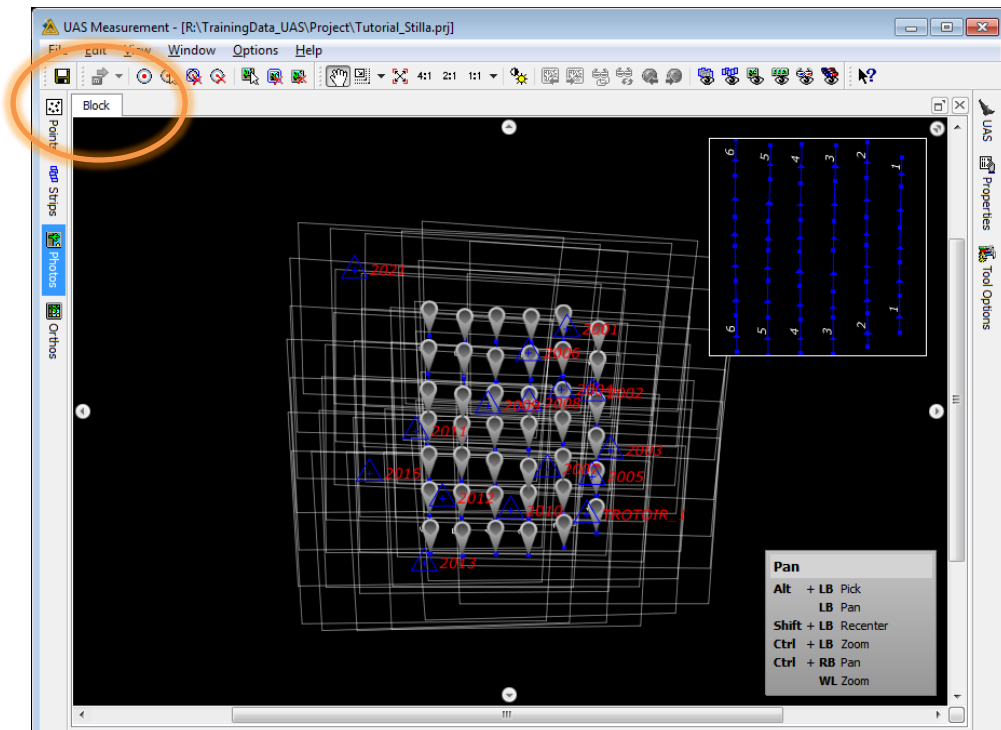 UAS Measurement - [R:\TrainingData_UAS\Project\Tutorial_Stilla.prj]
File Edit View Window Options Help
4:1 2:1 1:1
Block
Points
Strips
Photos
Orthos
UAS
Properties
Tool Options
6 5 4 3 2 1
6 5 4 3 2 1
2021
2001
2006
2004 2002
2009 2008
2011
2003
2015 2005
2012
2010 TROTOIR_1
2013
Pan
Alt + LB Pick
LB Pan
Shift + LB Recenter
Ctrl + LB Zoom
Ctrl + RB Pan
WL Zoom